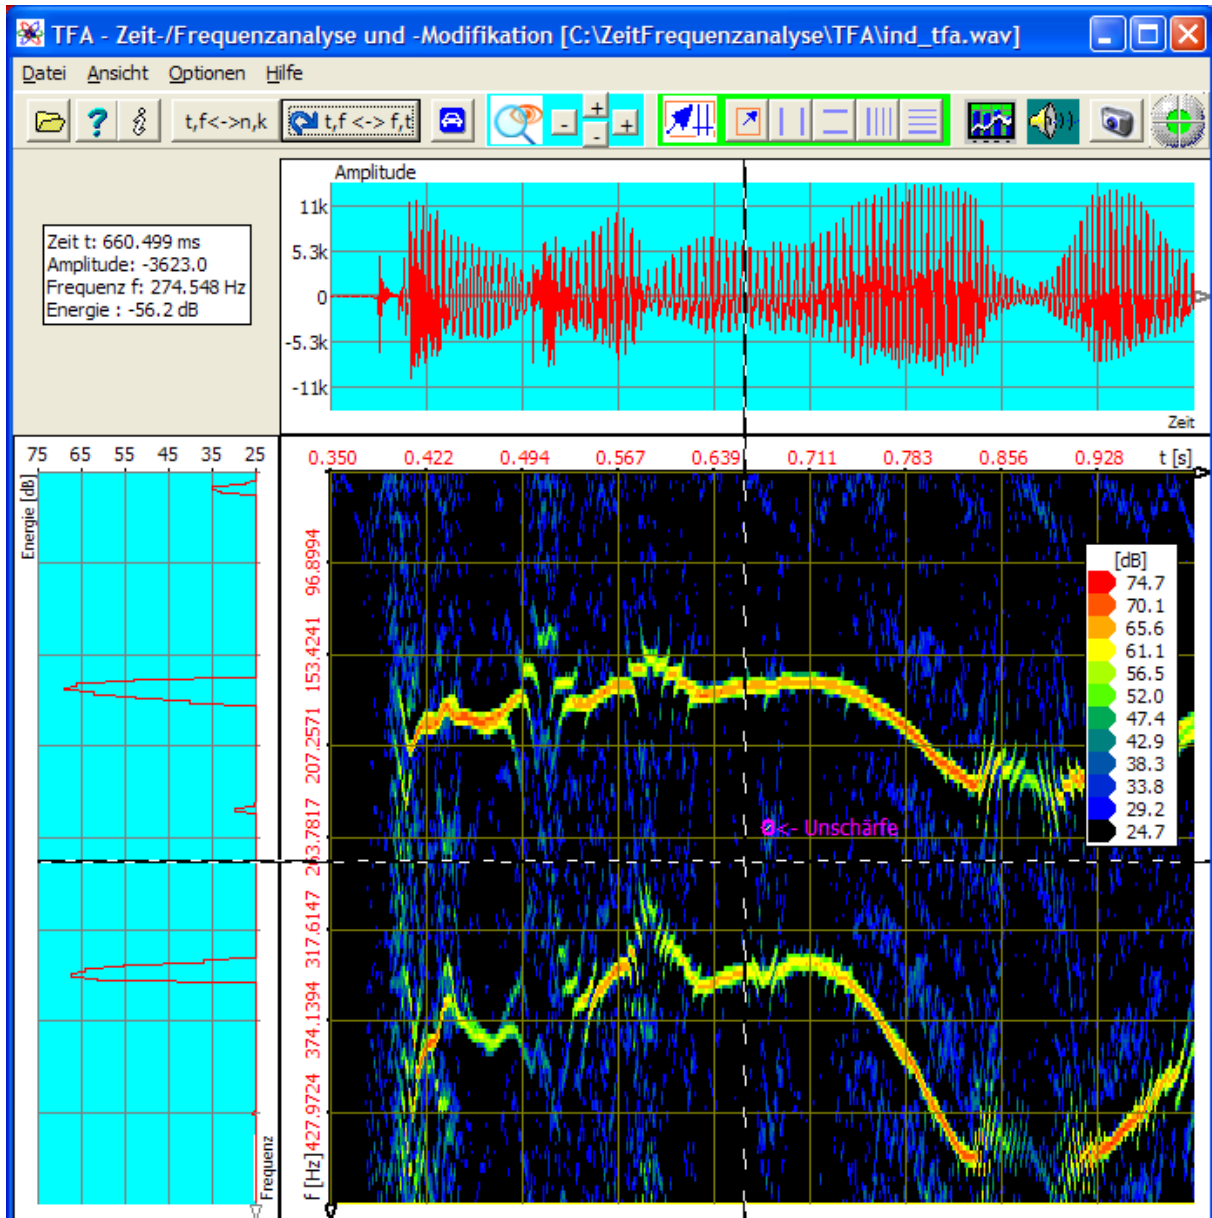 TFA - Zeit-/Frequenzanalyse und -Modifikation [C:\ZeitFrequenzanalyse\TFA\ind_tfa.wav]
Datei Ansicht Optionen Hilfe
t,f<->n,k t,f <-> f,t
Amplitude
11k
5.3k
0
-5.3k
-11k
Zeit
Zeit t: 660.499 ms
Amplitude: -3623.0
Frequenz f: 274.548 Hz
Energie : -56.2 dB
75 65 55 45 35 25
Energie [dB]
Frequenz
0.350 0.422 0.494 0.567 0.639 0.711 0.783 0.856 0.928 t [s]
96.8994
153.4241
207.2571
263.7817
317.6147
374.1394
427.9724
f [Hz]
<- Unschärfe
[dB]
74.7
70.1
65.6
61.1
56.5
52.0
47.4
42.9
38.3
33.8
29.2
24.7